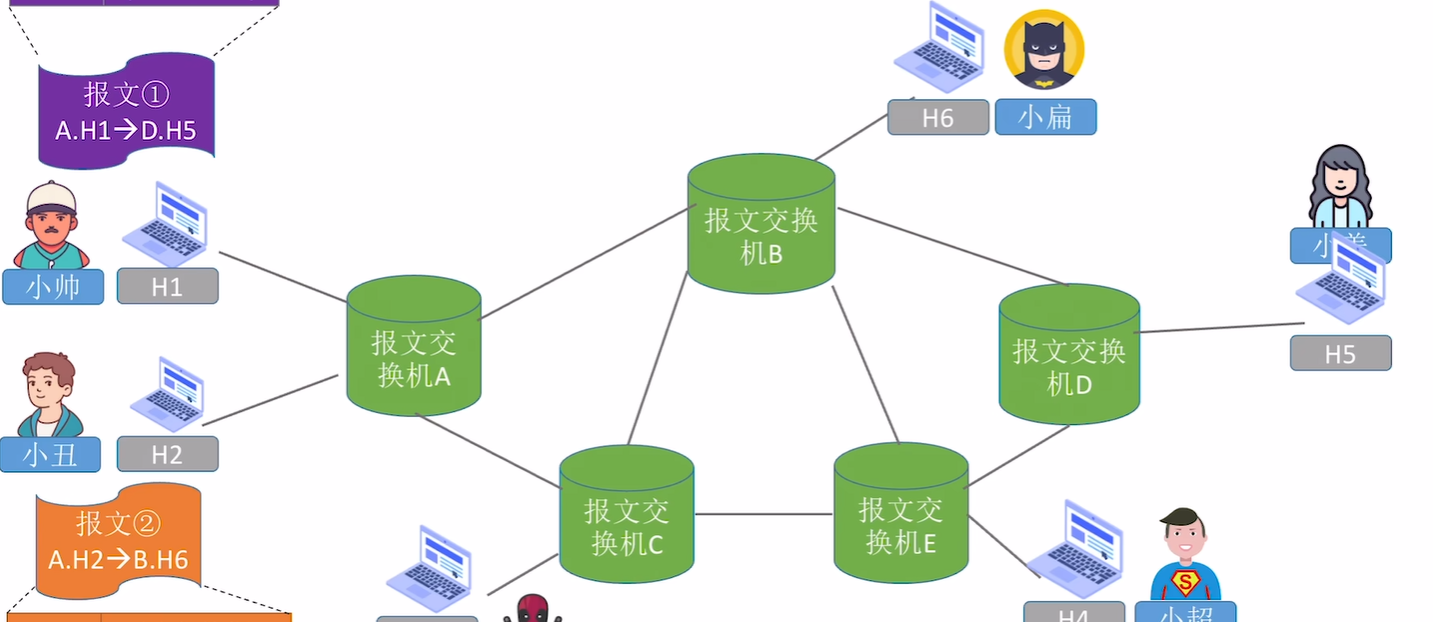 报文①
A.H1→D.H5
H6
小扁
报文交换
机B
小美
小帅
H1
报文交
换机A
报文交换
机D
H5
小丑
H2
报文②
A.H2→B.H6
报文交
换机C
报文交
换机E
H4
小超